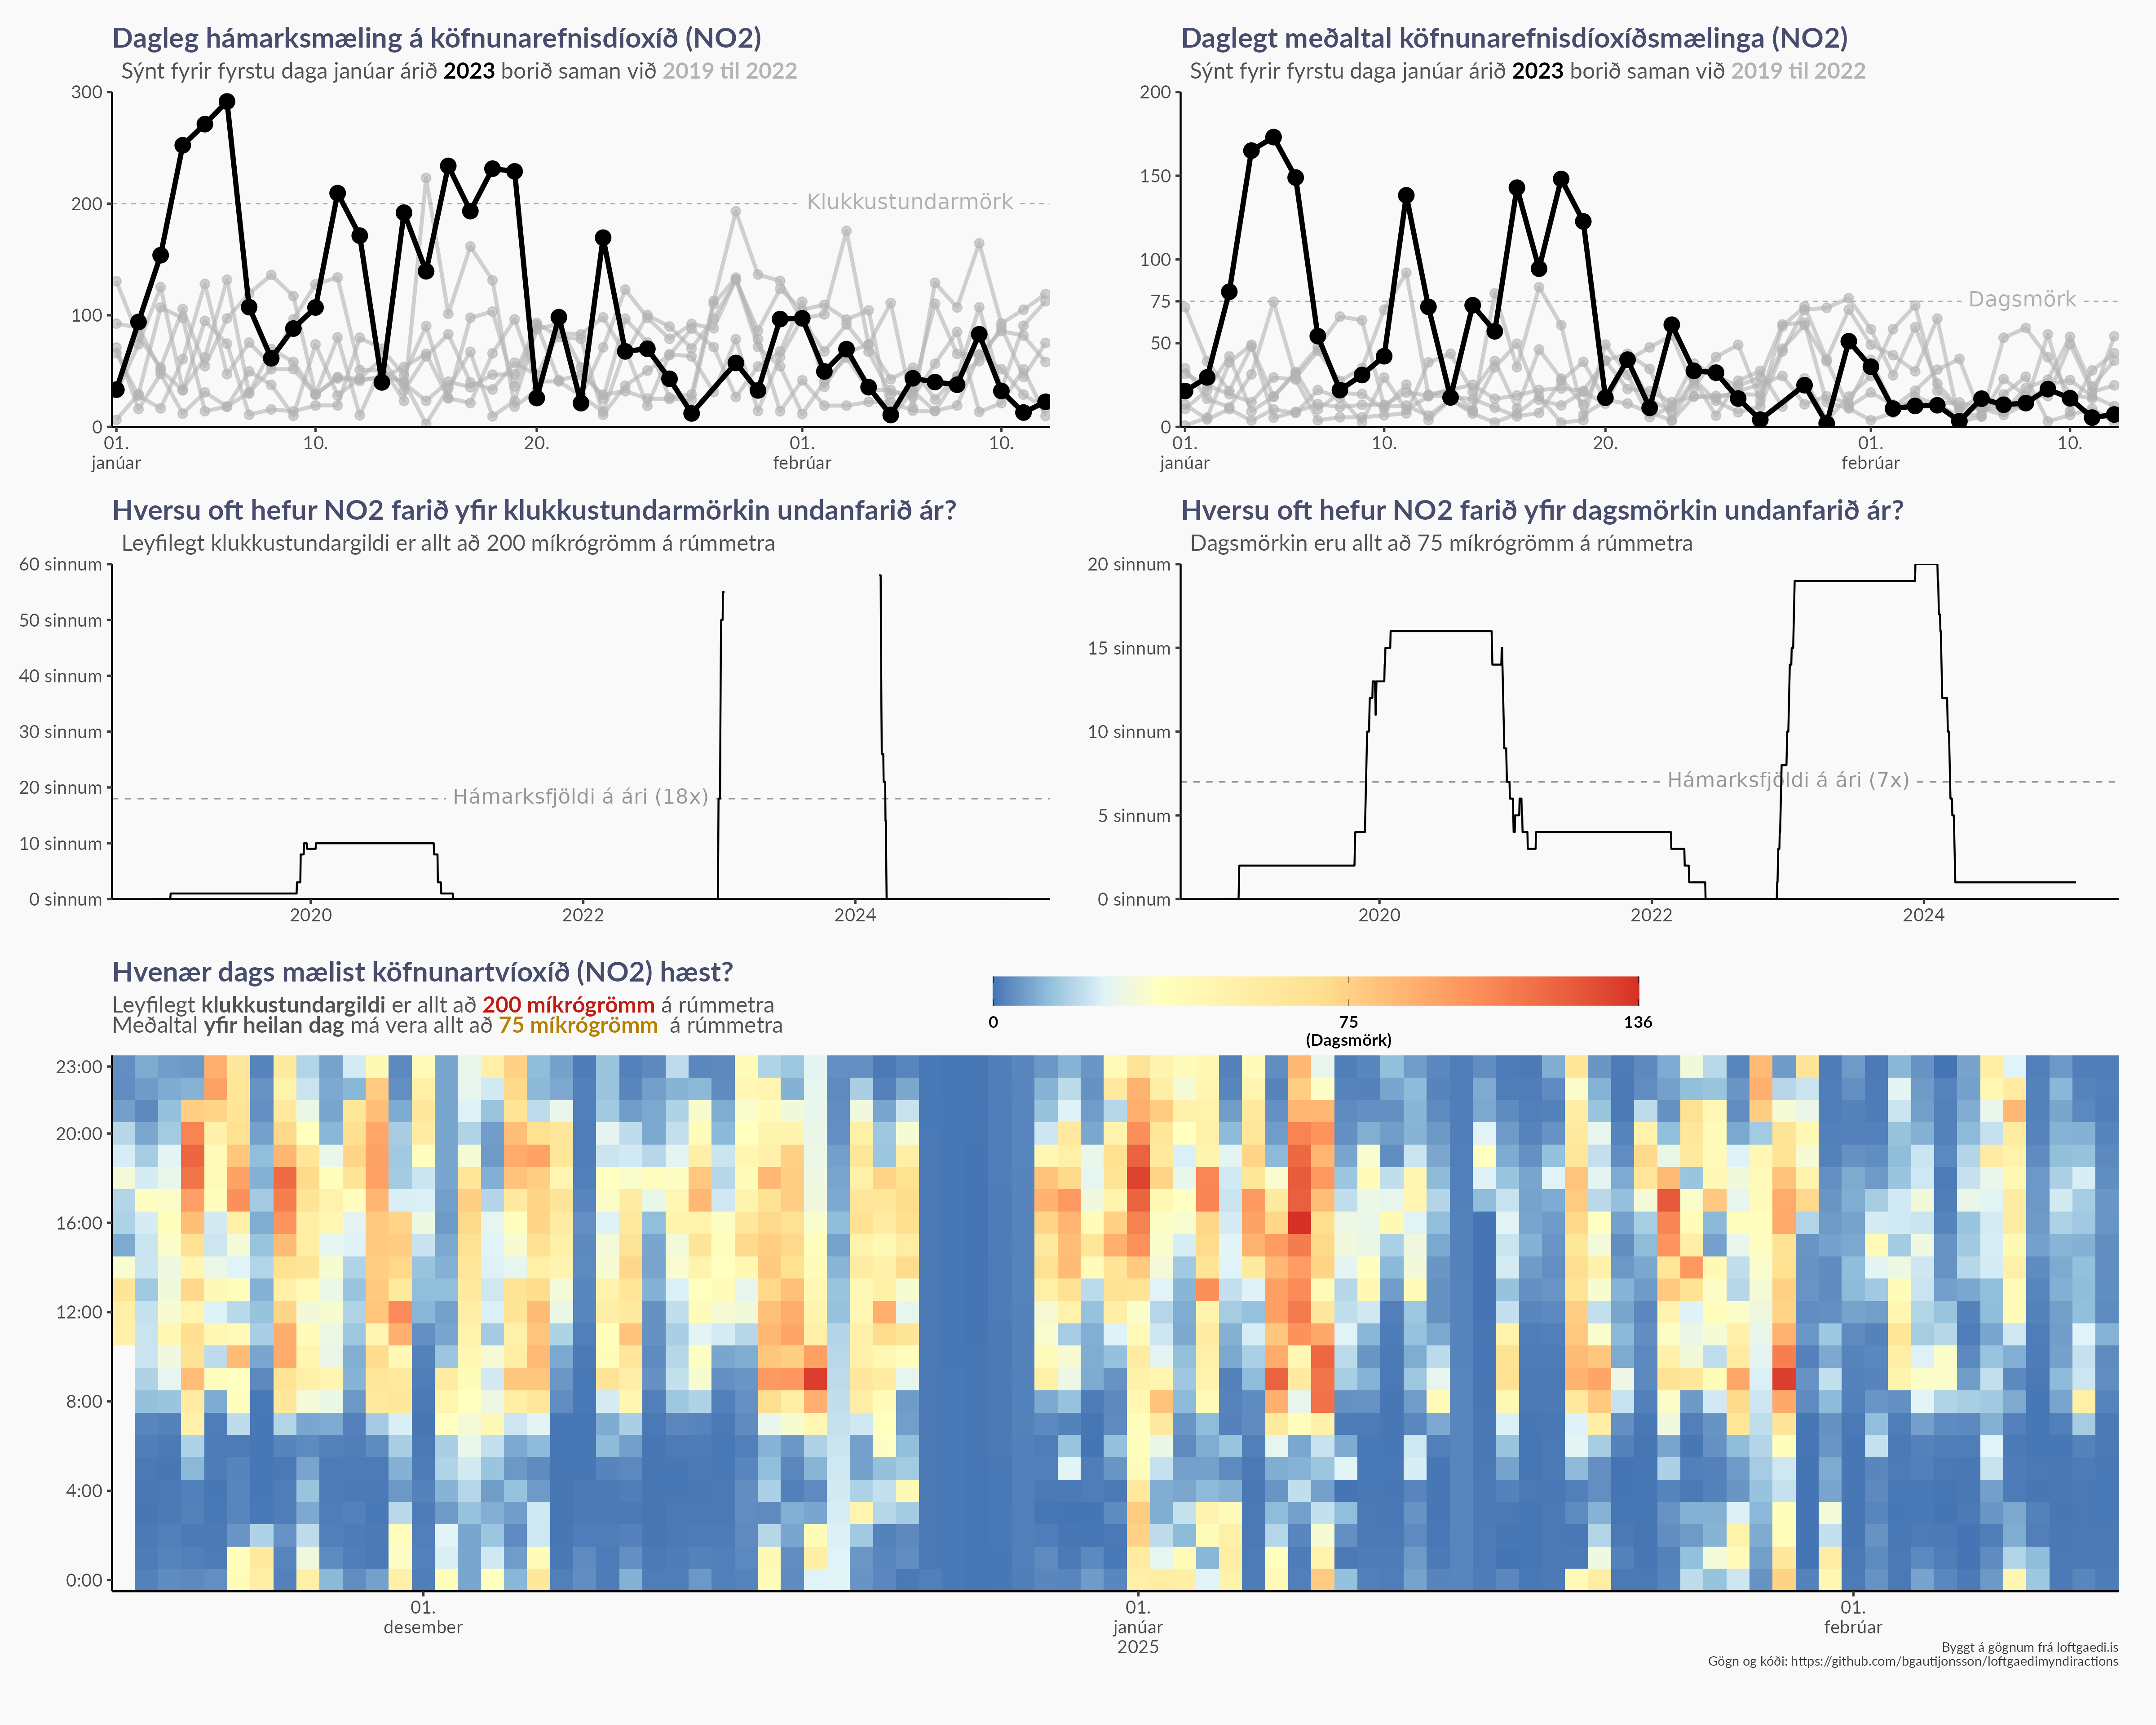 Dagleg hámarksmæling á köfnunarefnisdíoxíð (NO2)
Sýnt fyrir fyrstu daga janúar árið 2023 borið saman við 2019 til 2022
300
200
100
0
Klukkustundarmörk
01.
janúar
10.
20.
01.
febrúar
10.
Daglegt meðaltal köfnunarefnisdíoxíðsmælinga (NO2)
Sýnt fyrir fyrstu daga janúar árið 2023 borið saman við 2019 til 2022
200
150
100
75
50
0
Dagsmörk
01.
janúar
10.
20.
01.
febrúar
10.
Hversu oft hefur NO2 farið yfir klukkustundarmörkin undanfarið ár?
Leyfilegt klukkustundargildi er allt að 200 míkrógrömm á rúmmetra
60 sinnum
50 sinnum
40 sinnum
30 sinnum
20 sinnum
10 sinnum
0 sinnum
Hámarksfjöldi á ári (18x)
2020
2022
2024
Hversu oft hefur NO2 farið yfir dagsmörkin undanfarið ár?
Dagsmörkin eru allt að 75 míkrógrömm á rúmmetra
20 sinnum
15 sinnum
10 sinnum
5 sinnum
0 sinnum
Hámarksfjöldi á ári (7x)
2020
2022
2024
Hvenær dags mælist köfnunartvíoxíð (NO2) hæst?
Leyfilegt klukkustundargildi er allt að 200 míkrógrömm á rúmmetra
Meðaltal yfir heilan dag má vera allt að 75 míkrógrömm á rúmmetra
0
75
(Dagsmörk)
136
23:00
20:00
16:00
12:00
8:00
4:00
0:00
01.
desember
01.
janúar
2025
01.
febrúar
Byggt á gögnum frá loftgaedi.is
Gögn og kóði: https://github.com/bgautijonsson/loftgaedimyndiractions